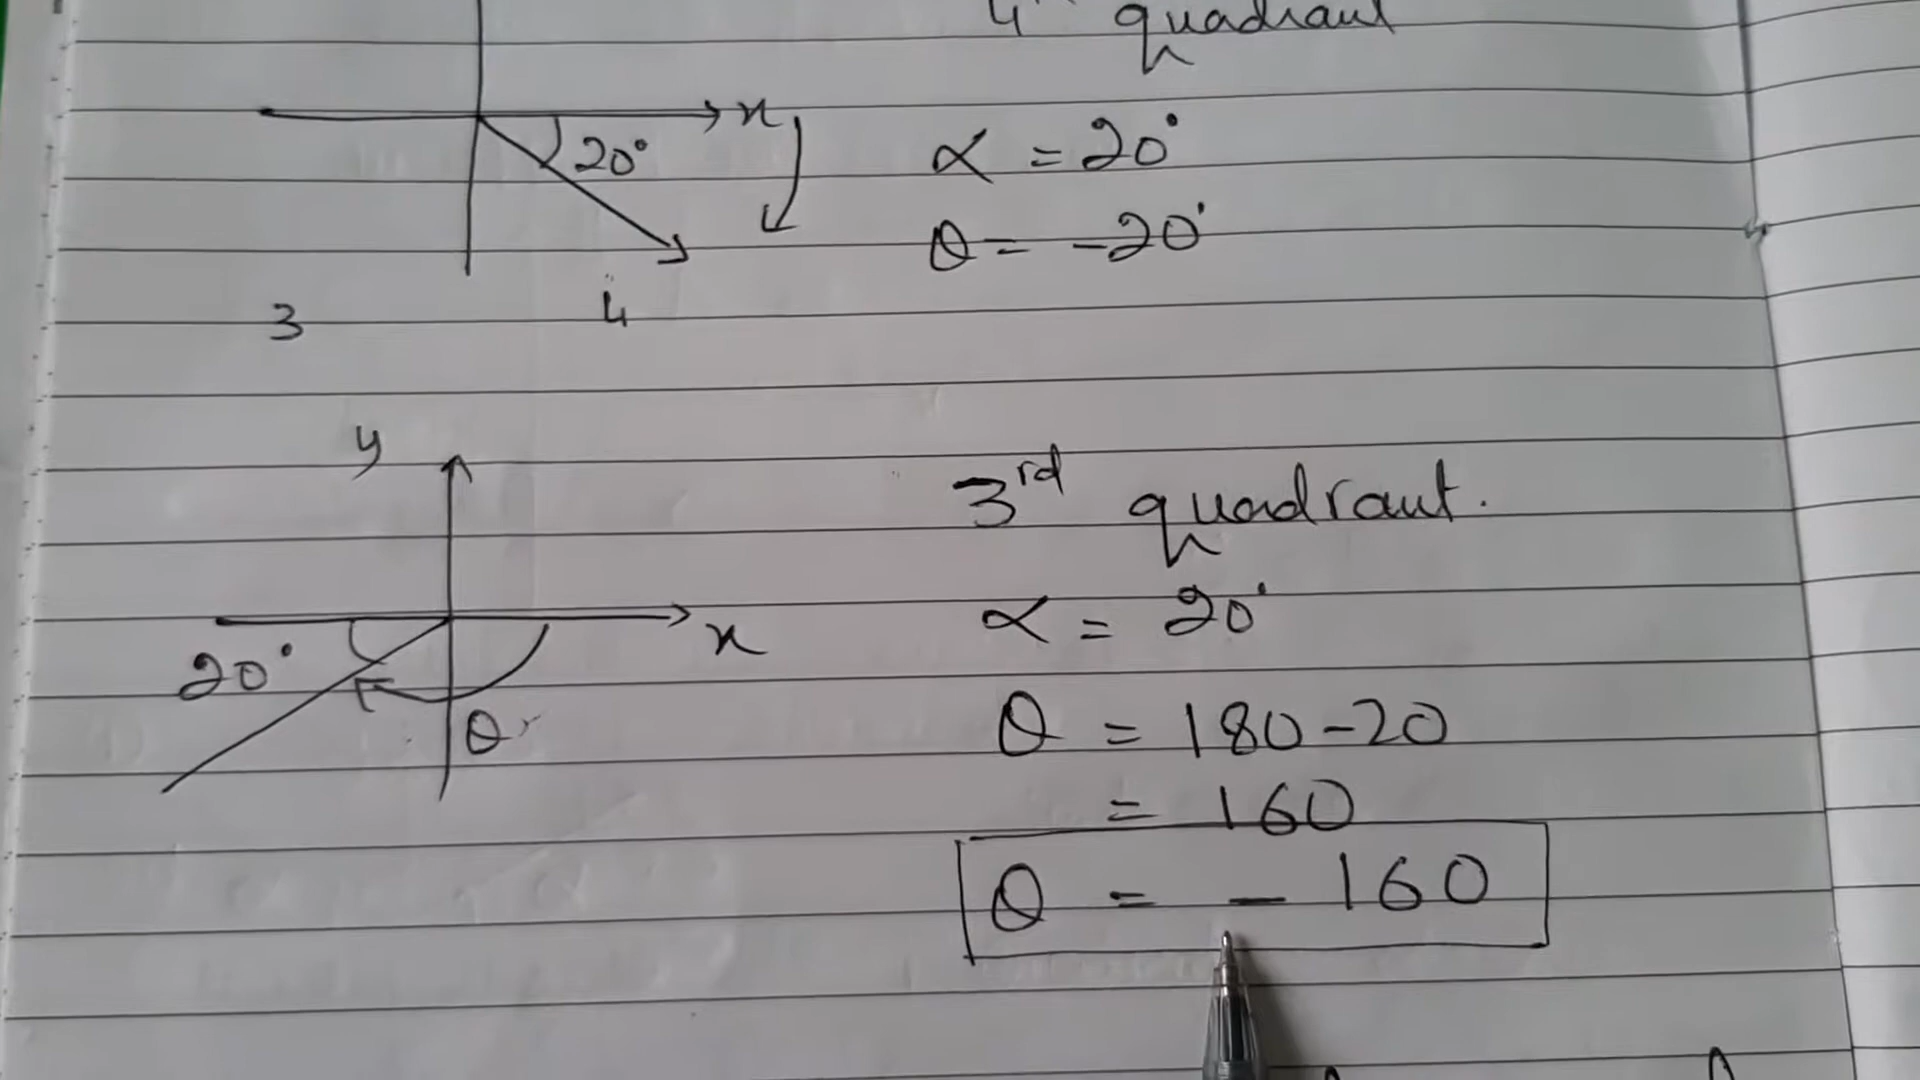 4th quadrant
x
20°
α = 20°
θ = -20°
3
4
y
3rd quadrant.
x
20°
θ
α = 20°
θ = 180-20
= 160
θ = - 160